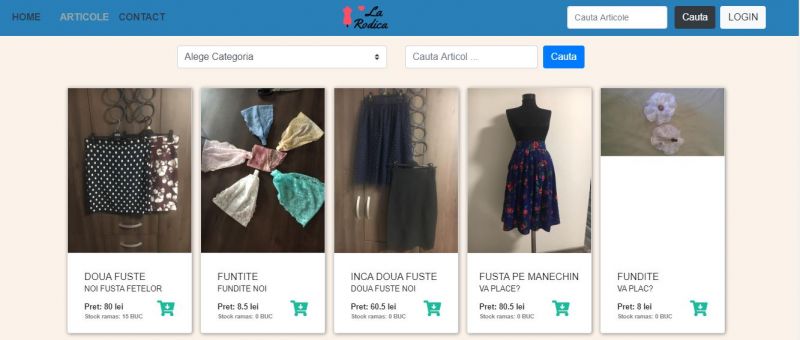 HOME ARTICOLE CONTACT
La
Rodica
Cauta Articole
Cauta
LOGIN
Alege Categoria
Cauta Articol ...
Cauta
DOUA FUSTE
NOI FUSTA FETELOR
Pret: 80 lei
Stock ramas: 15 BUC
FUNTITE
FUNDITE NOI
Pret: 8.5 lei
Stock ramas: 0 BUC
INCA DOUA FUSTE
DOUA FUSTE NOI
Pret: 60.5 lei
Stock ramas: 0 BUC
FUSTA PE MANECHIN
VA PLACE?
Pret: 80.5 lei
Stock ramas: 0 BUC
FUNDITE
VA PLAC?
Pret: 8 lei
Stock ramas: 0 BUC